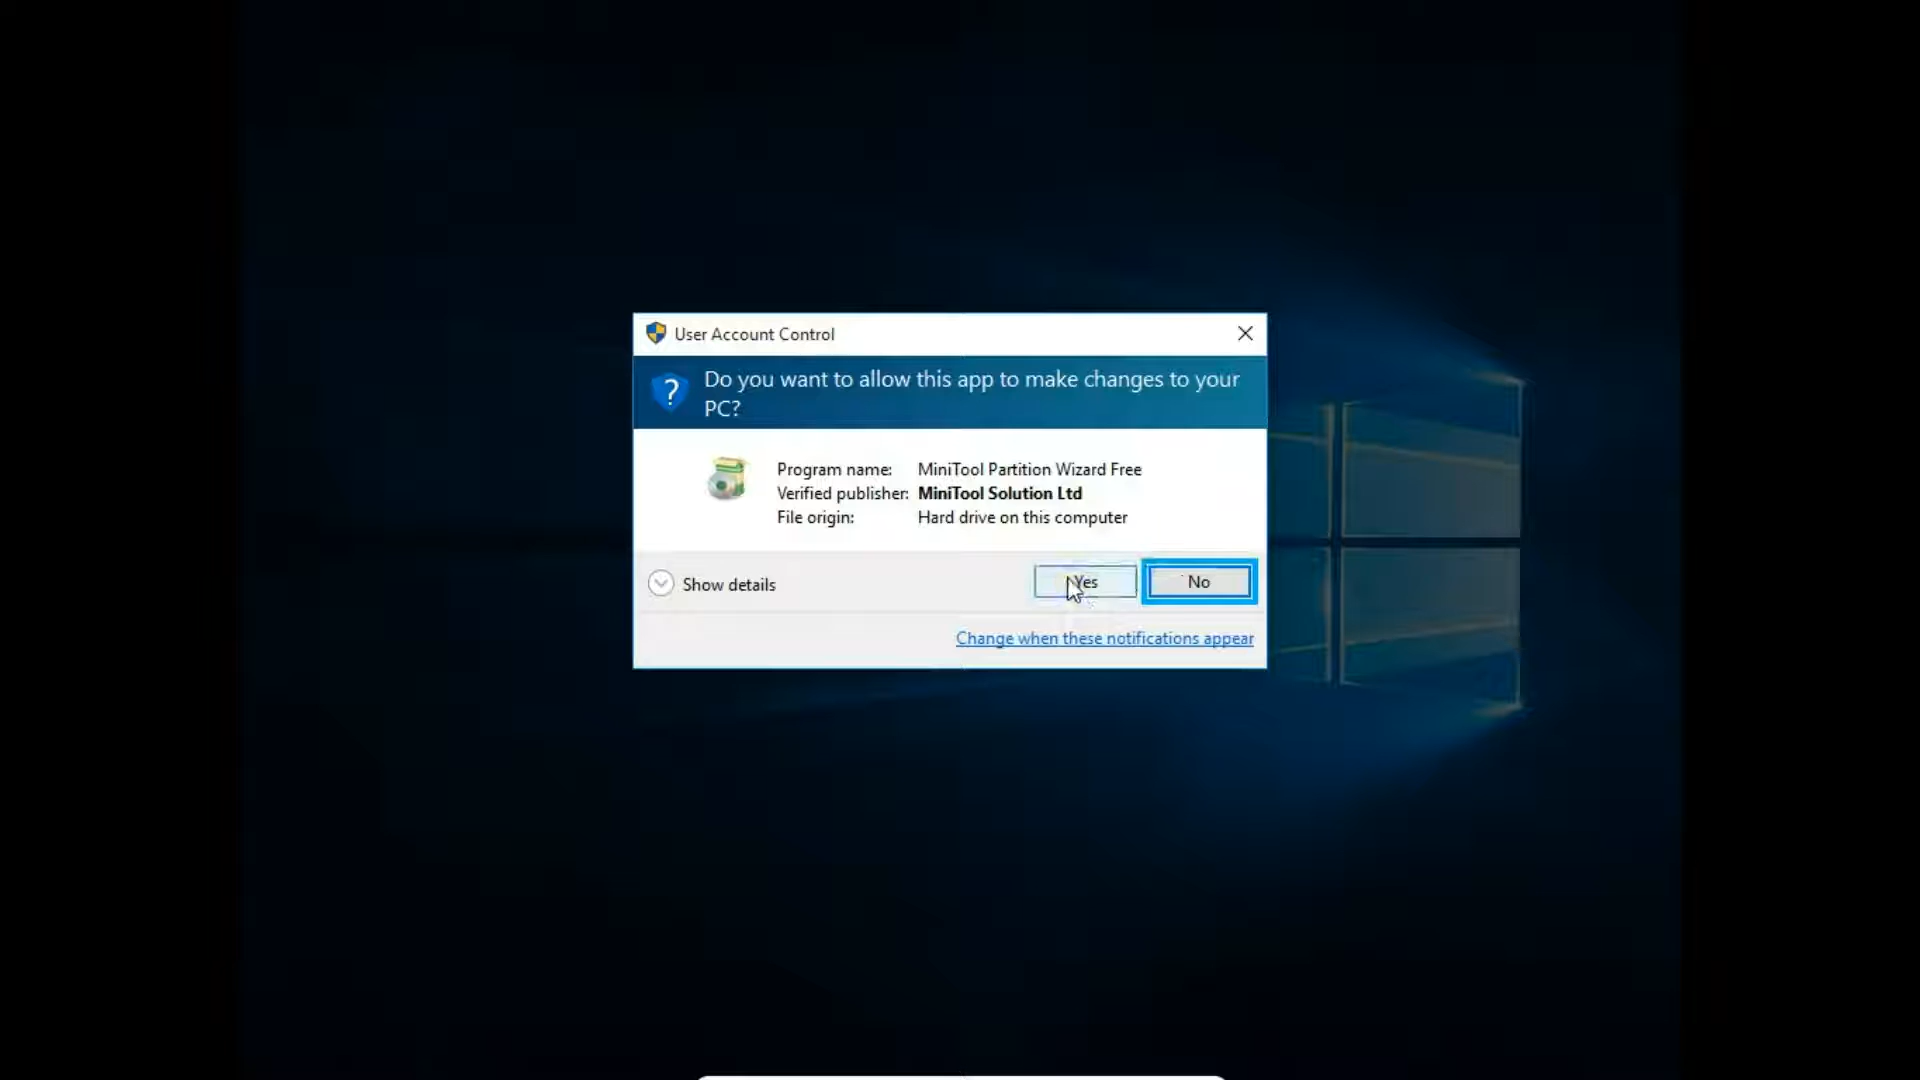 User Account Control
Do you want to allow this app to make changes to your
PC?
Program name: MiniTool Partition Wizard Free
Verified publisher: MiniTool Solution Ltd
File origin: Hard drive on this computer
Show details
Yes
No
Change when these notifications appear